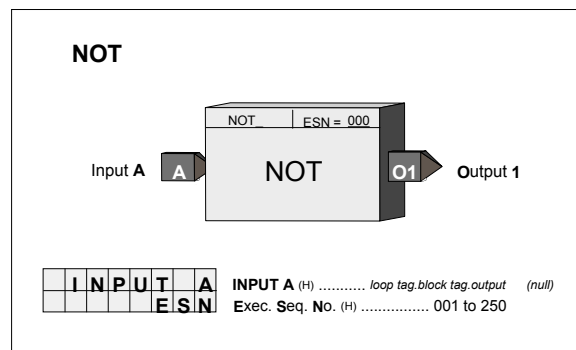 NOT
NOT_ ESN = 000
Input A A NOT O1 Output 1
INPUT A INPUT A (H) ........... loop tag.block tag.output (null)
ESN Exec. Seq. No. (H) ................ 001 to 250